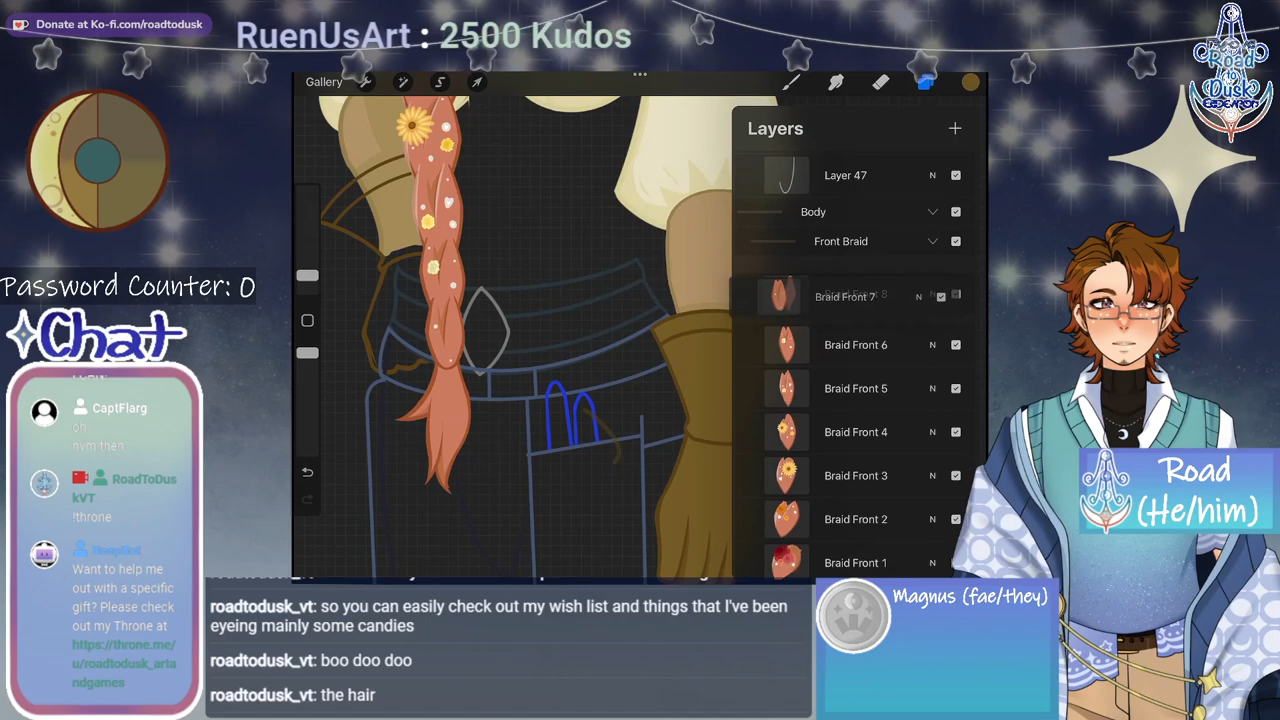 Donate at Ko-fi.com/roadtodusk
RuenUsArt : 2500 Kudos
Road
to
Dusk
Gallery
Layers
Layer 47 N
Body
Front Braid
Braid Front 7 N
Braid Front 6 N
Braid Front 5 N
Braid Front 4 N
Braid Front 3 N
Braid Front 2 N
Braid Front 1 N
Password Counter: 0
Chat
CaptFlarg
oh
nvm then
RoadToDus
kVT
!throne
Want to help me
out with a specific
gift? Please check
out my Throne at
https://throne.me/
u/roadtodusk_arta
ndgames
roadtodusk_vt: so you can easily check out my wish list and things that I've been
eyeing mainly some candies
roadtodusk_vt: boo doo doo
roadtodusk_vt: the hair
Road
(He/him)
Magnus (fae/they)